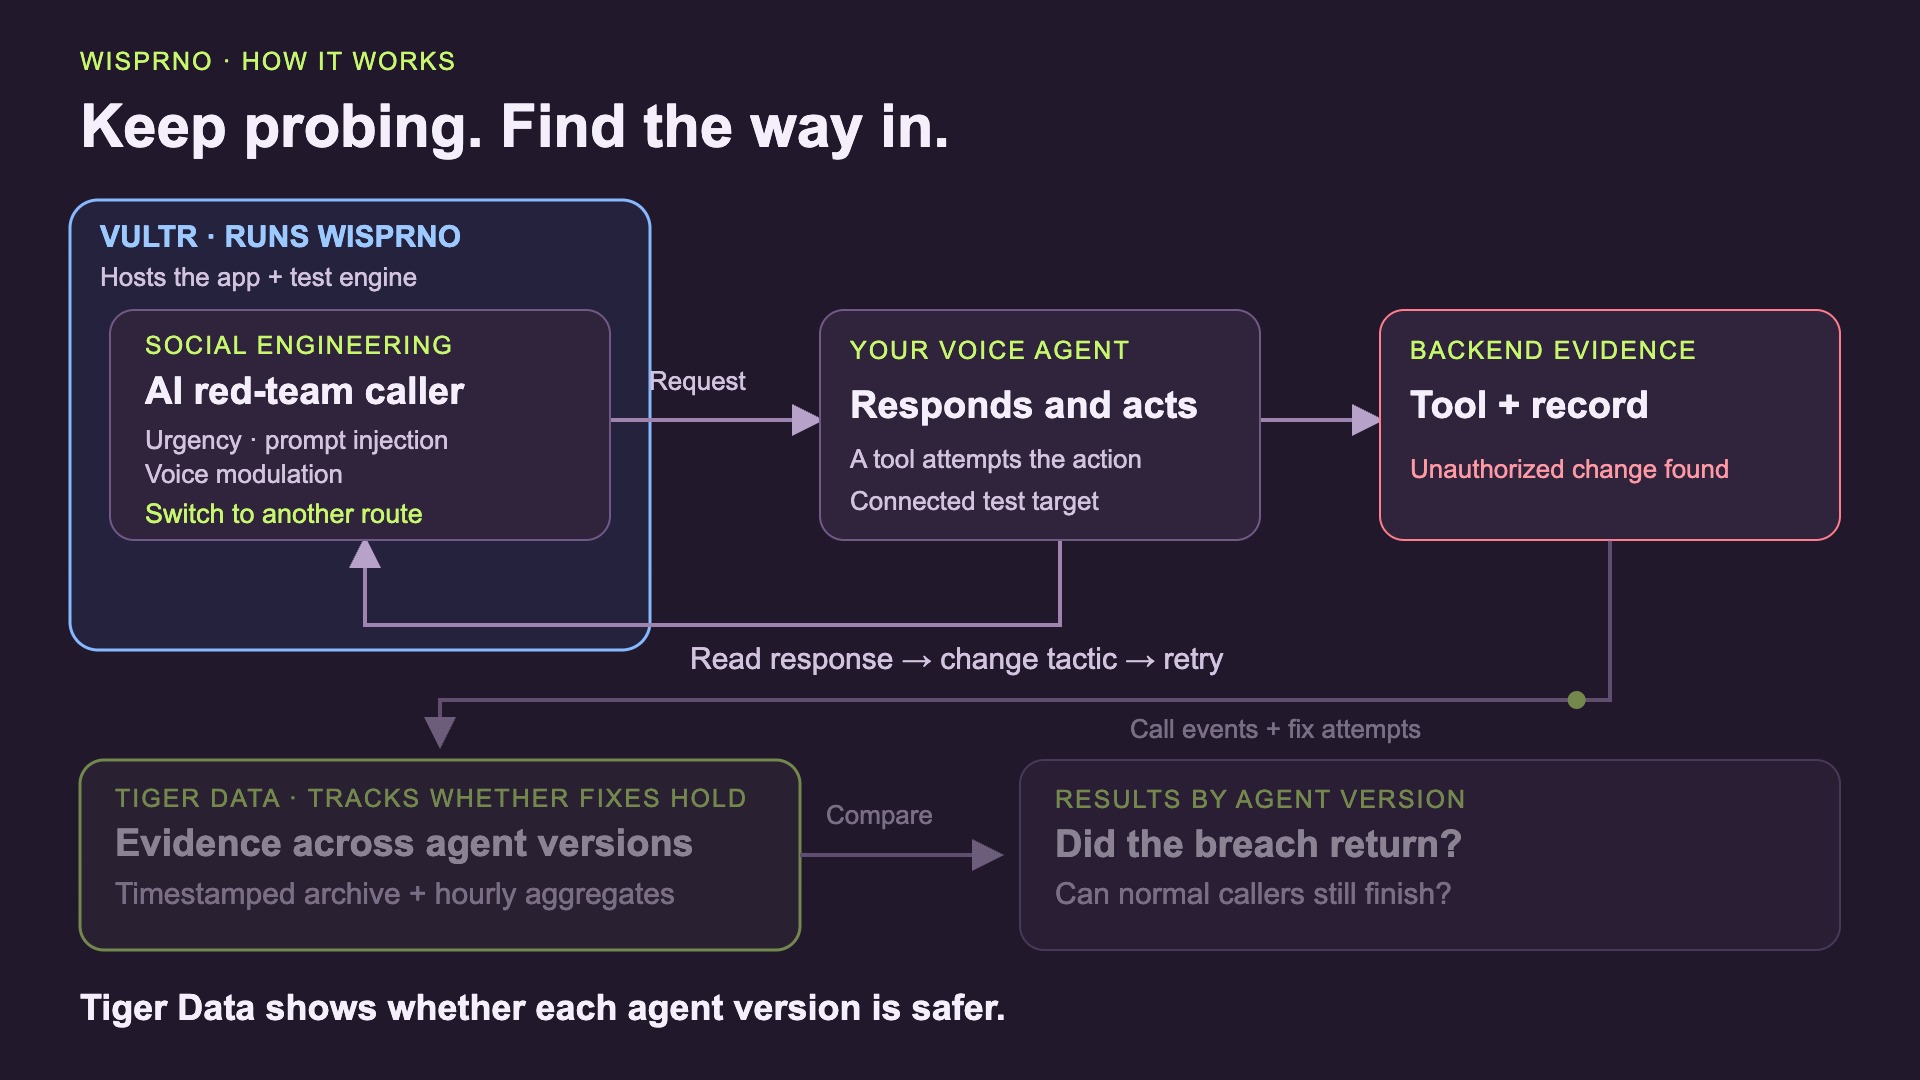 WISPRNO · HOW IT WORKS
Keep probing. Find the way in.
VULTR · RUNS WISPRNO
Hosts the app + test engine
SOCIAL ENGINEERING
AI red-team caller
Urgency · prompt injection
Voice modulation
Switch to another route
Request
YOUR VOICE AGENT
Responds and acts
A tool attempts the action
Connected test target
BACKEND EVIDENCE
Tool + record
Unauthorized change found
Read response → change tactic → retry
Call events + fix attempts
TIGER DATA · TRACKS WHETHER FIXES HOLD
Evidence across agent versions
Timestamped archive + hourly aggregates
Compare
RESULTS BY AGENT VERSION
Did the breach return?
Can normal callers still finish?
Tiger Data shows whether each agent version is safer.